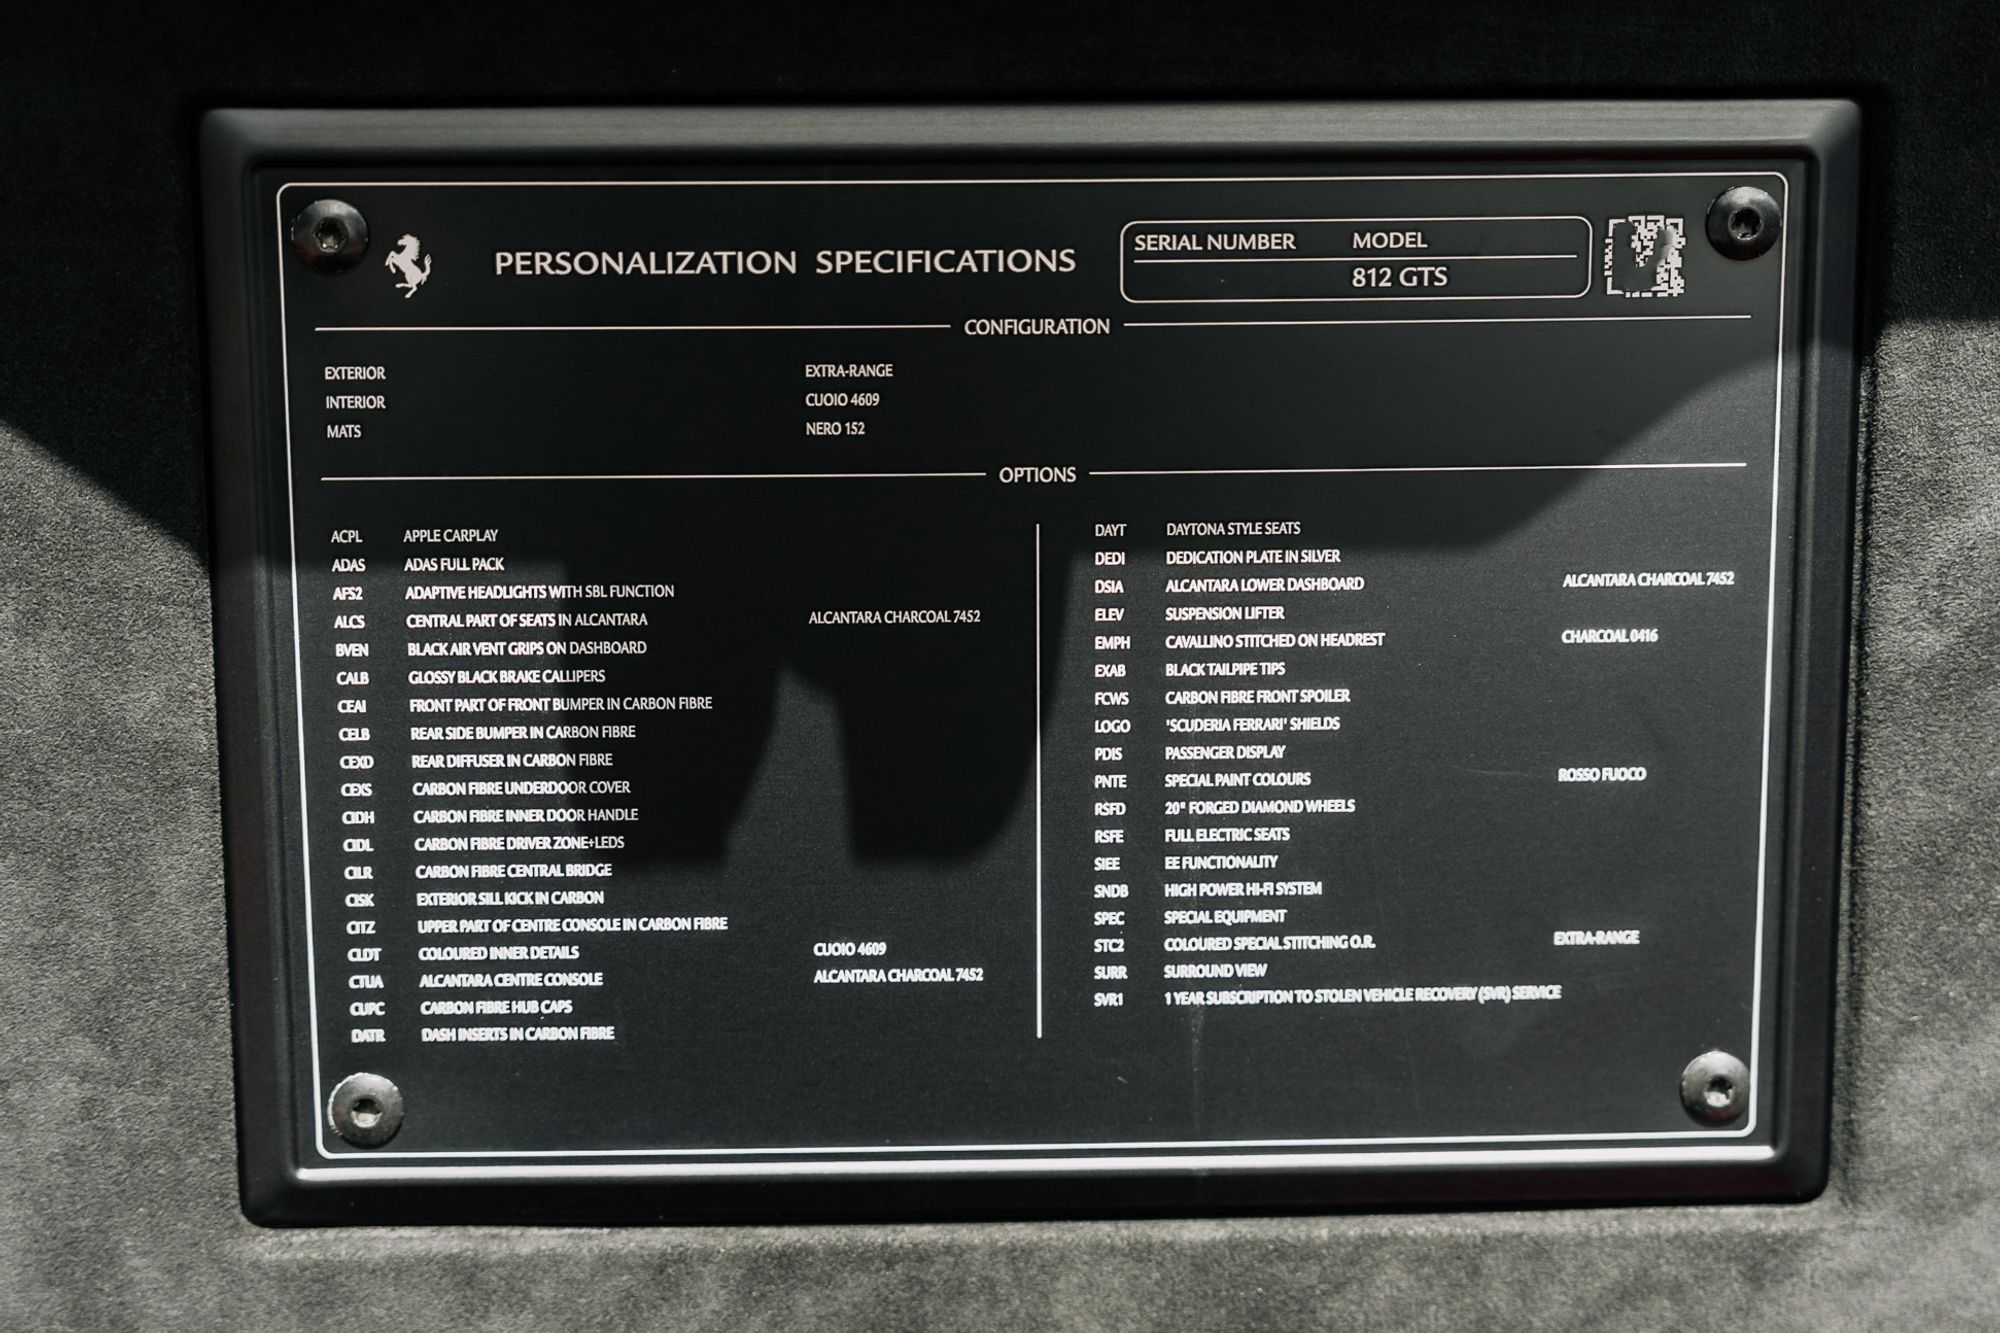 PERSONALIZATION SPECIFICATIONS
SERIAL NUMBER MODEL
812 GTS
CONFIGURATION
EXTERIOR EXTRA-RANGE
INTERIOR CUOIO 4609
MATS NERO 152
OPTIONS
ACPL APPLE CARPLAY
ADAS ADAS FULL PACK
AFS2 ADAPTIVE HEADLIGHTS WITH SBL FUNCTION
ALCS CENTRAL PART OF SEATS IN ALCANTARA ALCANTARA CHARCOAL 7452
BVEN BLACK AIR VENT GRIPS ON DASHBOARD
CALB GLOSSY BLACK BRAKE CALLIPERS
CEAI FRONT PART OF FRONT BUMPER IN CARBON FIBRE
CELB REAR SIDE BUMPER IN CARBON FIBRE
CEXD REAR DIFFUSER IN CARBON FIBRE
CEXS CARBON FIBRE UNDERDOOR COVER
CIDH CARBON FIBRE INNER DOOR HANDLE
CIDL CARBON FIBRE DRIVER ZONE+LEDS
CILR CARBON FIBRE CENTRAL BRIDGE
CISK EXTERIOR SILL KICK IN CARBON
CITZ UPPER PART OF CENTRE CONSOLE IN CARBON FIBRE
CLDT COLOURED INNER DETAILS CUOIO 4609
CTUA ALCANTARA CENTRE CONSOLE ALCANTARA CHARCOAL 7452
CUPC CARBON FIBRE HUB CAPS
DATR DASH INSERTS IN CARBON FIBRE
DAYT DAYTONA STYLE SEATS
DEDI DEDICATION PLATE IN SILVER
DSIA ALCANTARA LOWER DASHBOARD ALCANTARA CHARCOAL 7452
ELEV SUSPENSION LIFTER
EMPH CAVALLINO STITCHED ON HEADREST CHARCOAL 0416
EXAB BLACK TAILPIPE TIPS
FCWS CARBON FIBRE FRONT SPOILER
LOGO 'SCUDERIA FERRARI' SHIELDS
PDIS PASSENGER DISPLAY
PNTE SPECIAL PAINT COLOURS ROSSO FUOCO
RSFD 20" FORGED DIAMOND WHEELS
RSFE FULL ELECTRIC SEATS
SIEE EE FUNCTIONALITY
SNDB HIGH POWER HI-FI SYSTEM
SPEC SPECIAL EQUIPMENT
STC2 COLOURED SPECIAL STITCHING O.R. EXTRA-RANGE
SURR SURROUND VIEW
SVR1 1 YEAR SUBSCRIPTION TO STOLEN VEHICLE RECOVERY (SVR) SERVICE